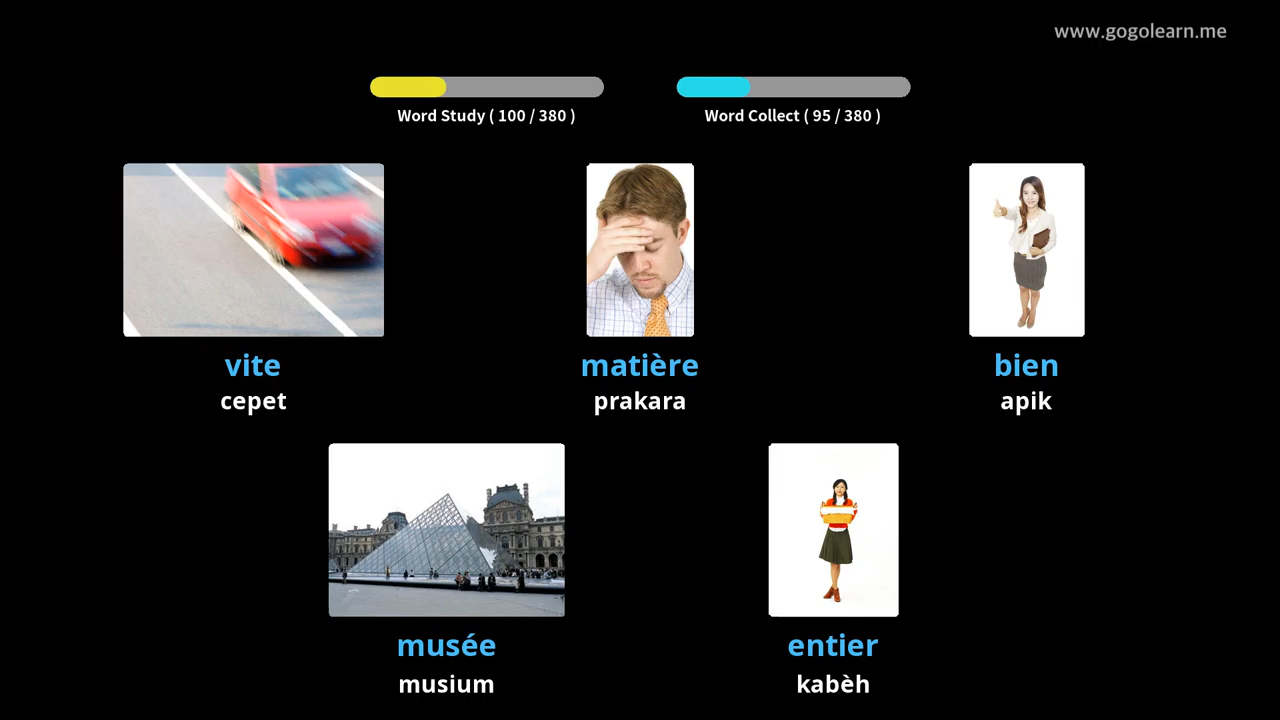 www.gogolearn.me
Word Study ( 100 / 380 )
Word Collect ( 95 / 380 )
vite
cepet
matière
prakara
bien
apik
musée
musium
entier
kabèh